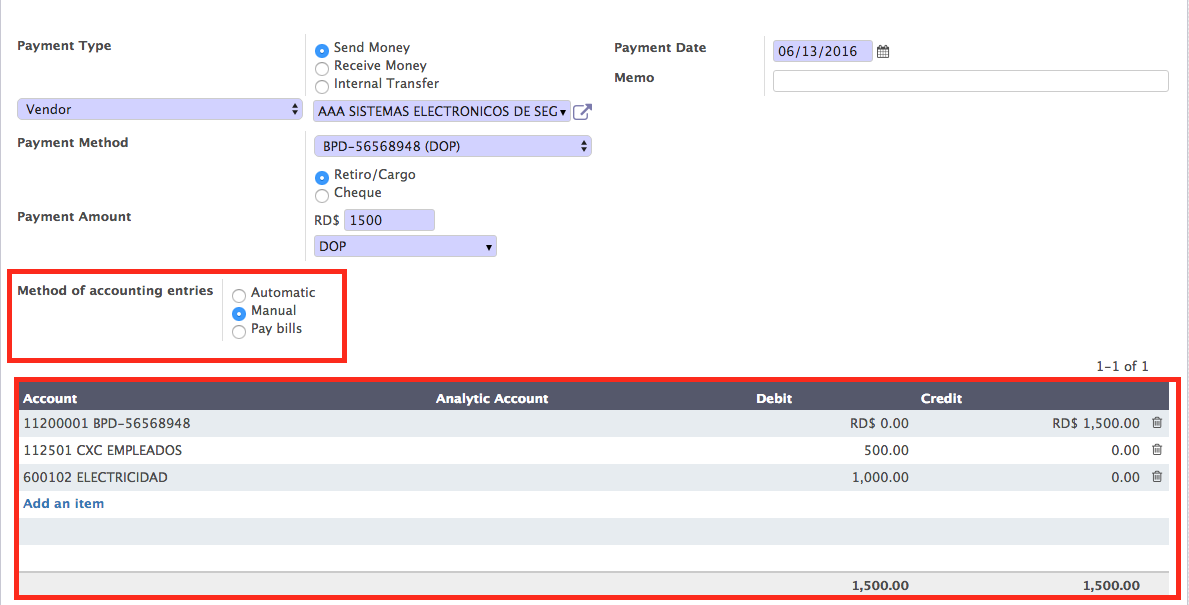 Payment Type
Send Money
Receive Money
Internal Transfer
Payment Date
06/13/2016
Memo
Vendor
AAA SISTEMAS ELECTRONICOS DE SEG
Payment Method
BPD-56568948 (DOP)
Retiro/Cargo
Cheque
Payment Amount
RD$ 1500
DOP
Method of accounting entries
Automatic
Manual
Pay bills
1-1 of 1
Account Analytic Account Debit Credit
11200001 BPD-56568948 RD$ 0.00 RD$ 1,500.00
112501 CXC EMPLEADOS 500.00 0.00
600102 ELECTRICIDAD 1,000.00 0.00
Add an item
1,500.00 1,500.00